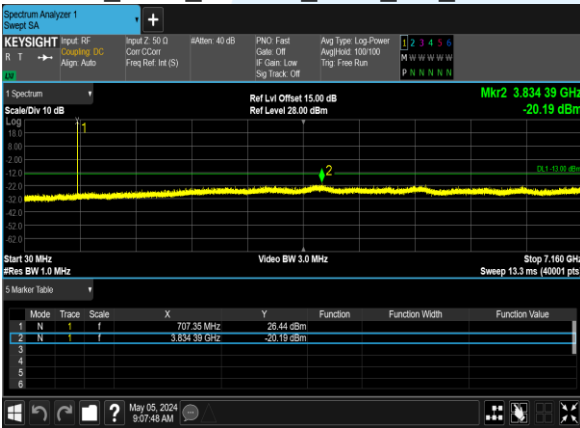 Spectrum Analyzer 1
Swept SA
+
KEYSIGHT Input: RF Input Z: 50 Ω #Atten: 40 dB PNO: Fast Avg Type: Log-Power 1 2 3 4 5 6
R T Coupling: DC Corr CCorr Gate: Off Avg|Hold: 100/100 M W W W W W
Align: Auto Freq Ref: Int (S) IF Gain: Low Trig: Free Run
Sig Track: Off P N N N N N
LV
1 Spectrum Ref Lvl Offset 15.00 dB Mkr2 3.834 39 GHz
Scale/Div 10 dB Ref Level 28.00 dBm -20.19 dBm
Log
18.0
8.00
-2.00
-12.0
-22.0
-32.0
-42.0
-52.0
-62.0
1
2
DL1 -13.00 dBm
Start 30 MHz Video BW 3.0 MHz Stop 7.160 GHz
#Res BW 1.0 MHz Sweep 13.3 ms (40001 pts
5 Marker Table
Mode Trace Scale X Y Function Function Width Function Value
1 N 1 f 707.35 MHz 26.44 dBm
2 N 1 f 3.834 39 GHz -20.19 dBm
3
4
5
6
? May 05, 2024
9:07:48 AM